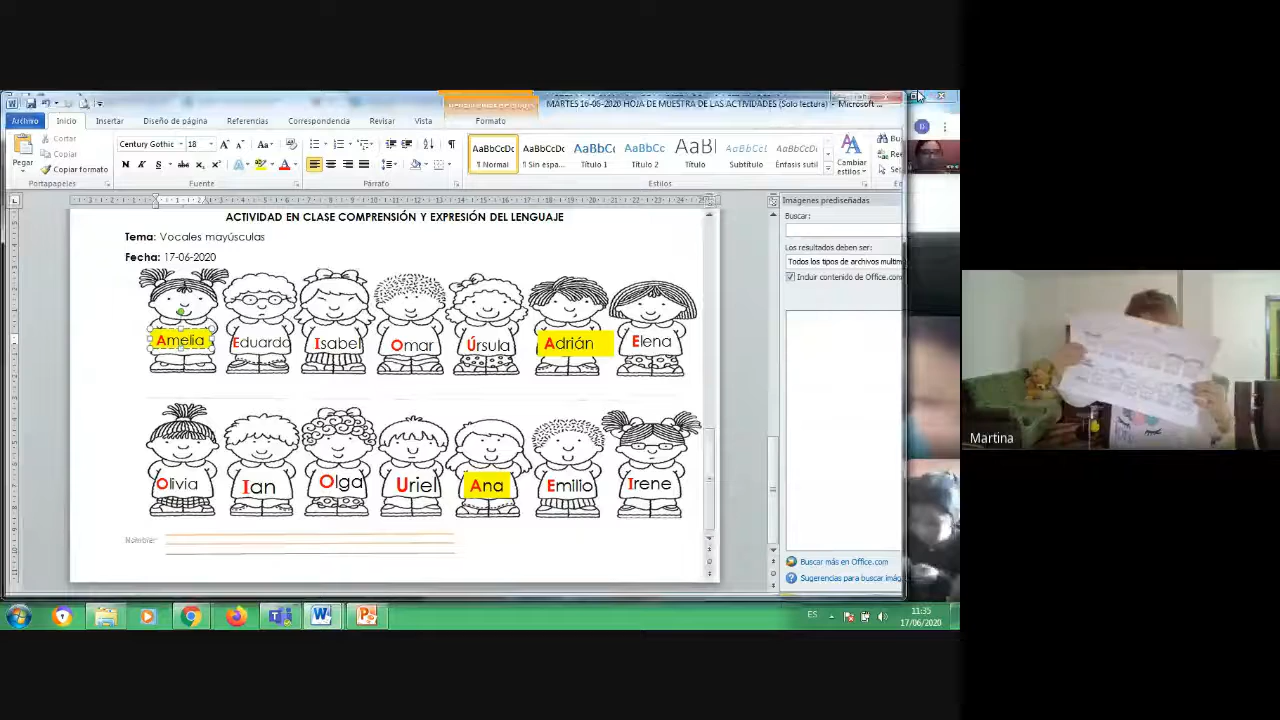 MARTES 16-06-2020 HOJA DE MUESTRA DE LAS ACTIVIDADES (Solo lectura) - Microsoft ...
Archivo Inicio Insertar Diseño de página Referencias Correspondencia Revisar Vista Formato
Pegar
Cortar
Copiar
Copiar formato
Portapapeles
Century Gothic 18
Fuente
Párrafo
AaBbCcDc AaBbCcDc AaBbCc AaBbCc AaBl AaBbCcl AaBbCcDc
¶ Normal ¶ Sin espa... Título 1 Título 2 Título Subtítulo Énfasis sutil
Cambiar estilos
Estilos
ACTIVIDAD EN CLASE COMPRENSIÓN Y EXPRESIÓN DEL LENGUAJE
Tema: Vocales mayúsculas
Fecha: 17-06-2020
Amelia Eduardo Isabel Omar Úrsula Adrián Elena
Olivia Ian Olga Uriel Ana Emilio Irene
Nombre:
Imágenes prediseñadas
Buscar:
Los resultados deben ser:
Todos los tipos de archivos multim
Incluir contenido de Office.com
Buscar más en Office.com
Sugerencias para buscar imág
Martina
ES
11:35
17/06/2020